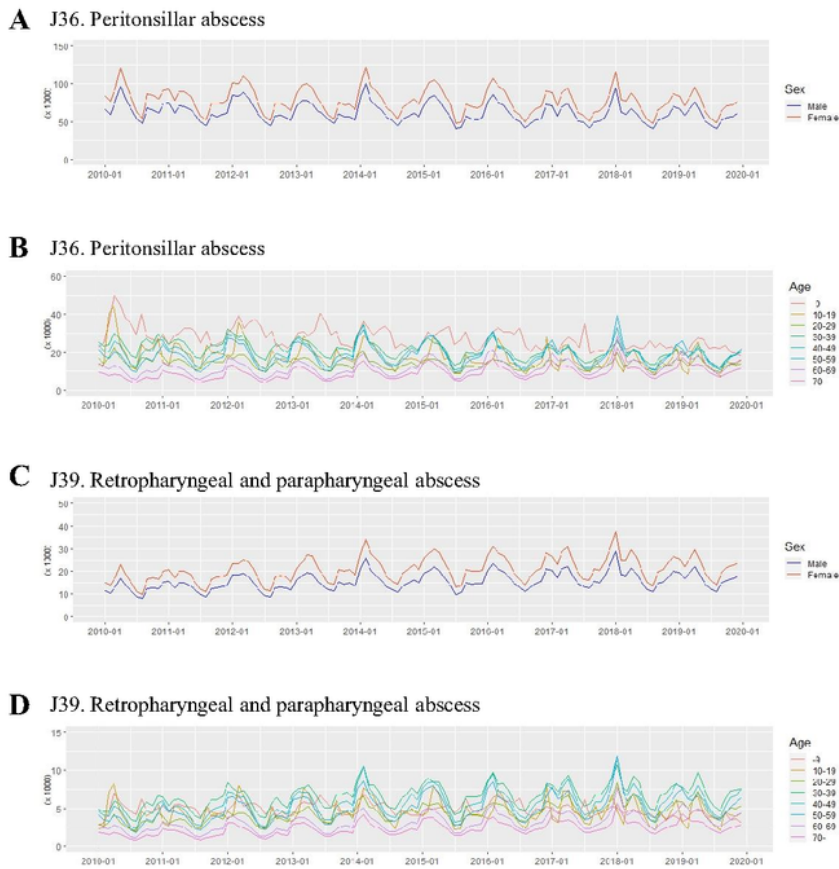 A J36. Peritonsillar abscess
150
100
50
0
(x 1300)
2010-01 2011-01 2012-01 2013-01 2014-01 2015-01 2016-01 2017-01 2018-01 2019-01 2020-01
Male
Female
B J36. Peritonsillar abscess
60
40
20
0
(x 1000)
2010-01 2011-01 2012-01 2013-01 2014-01 2015-01 2016-01 2017-01 2018-01 2019-01 2020-01
Age
10-19
20-29
30-39
40-49
50-59
60-69
70
C J39. Retropharyngeal and parapharyngeal abscess
50
40
30
20
10
0
2010-01 2011-01 2012-01 2013-01 2014-01 2015-01 2016-01 2017-01 2018-01 2019-01 2020-01
Male
Female
D J39. Retropharyngeal and parapharyngeal abscess
15
10
5
0
(x 1000)
2010-01 2011-01 2012-01 2013-01 2014-01 2015-01 2016-01 2017-01 2018-01 2019-01 2020-01
Age
10-19
20-29
30-39
40-49
50-59
60-69
70-